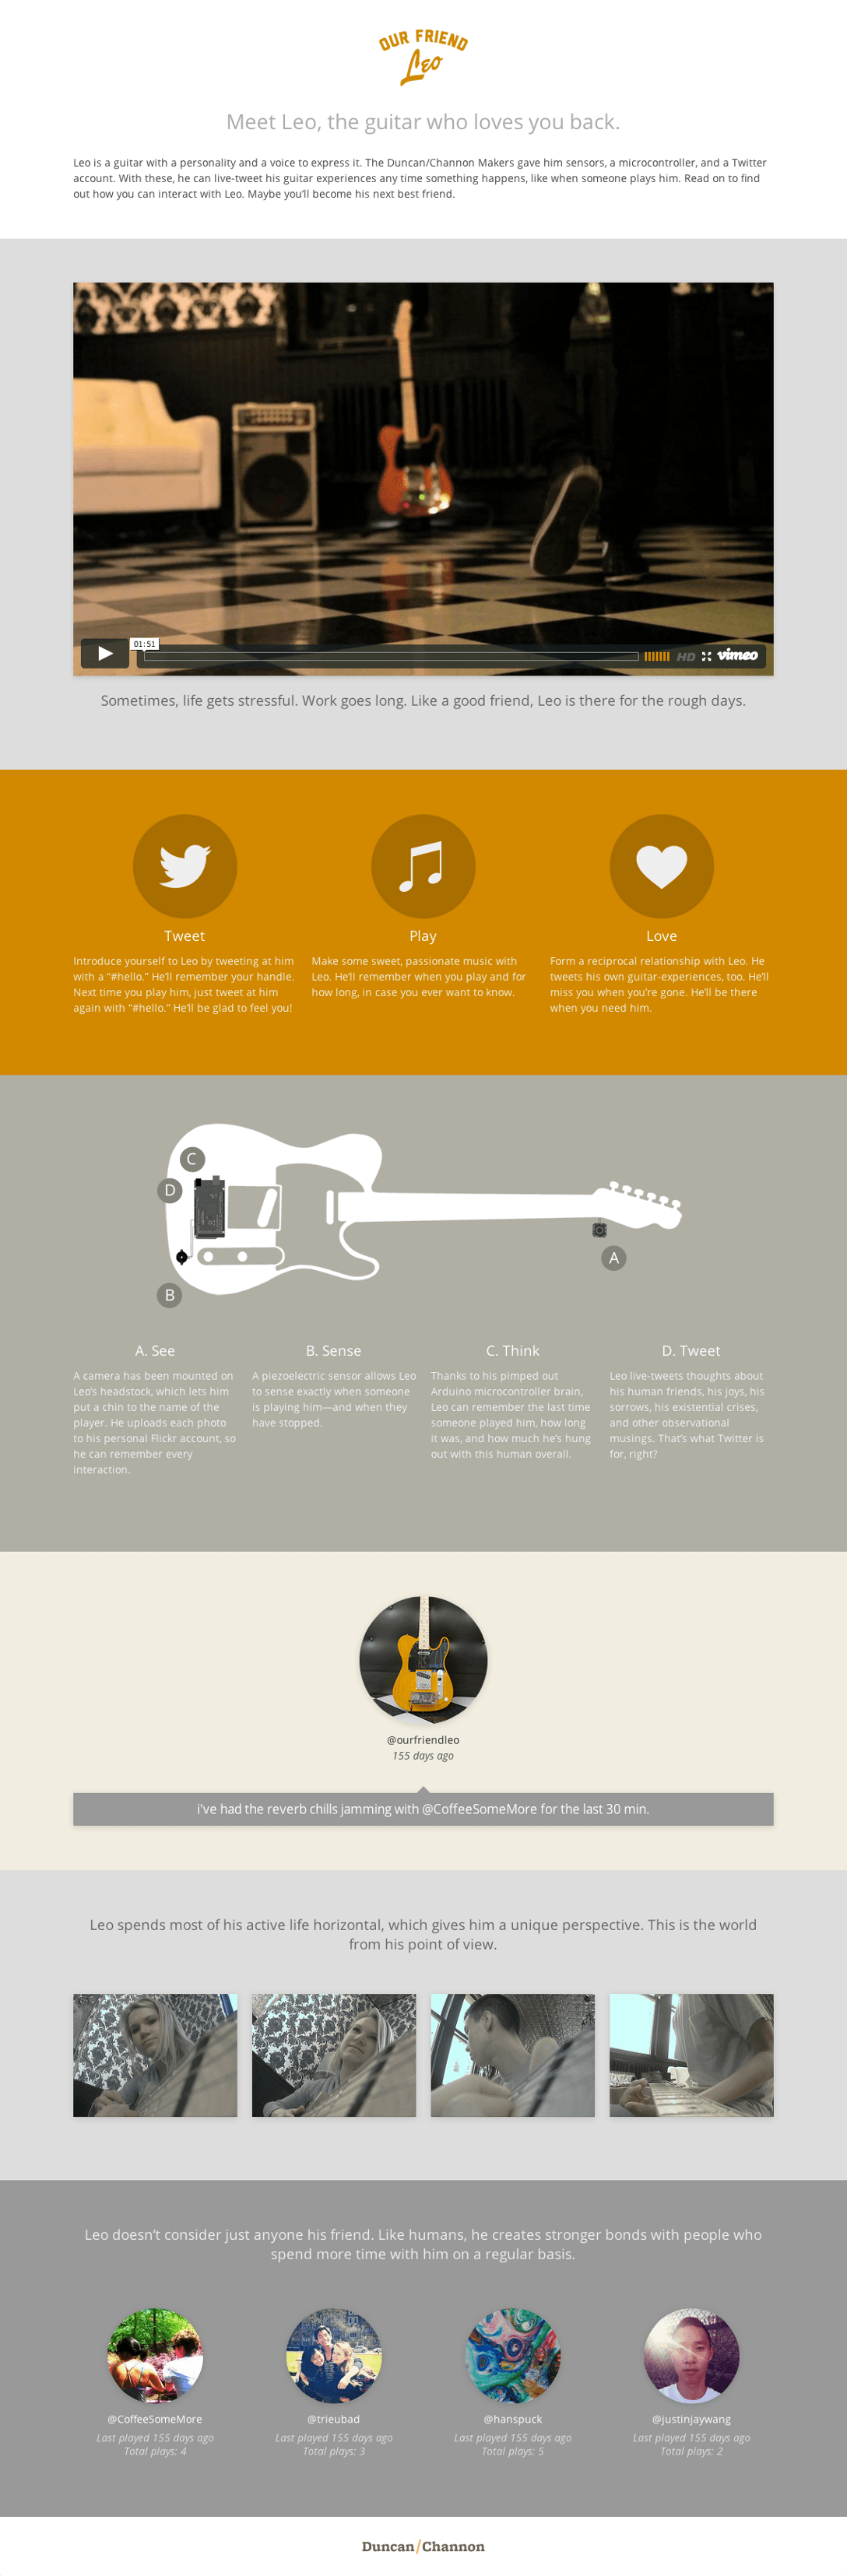 OUR FRIEND
Leo
Meet Leo, the guitar who loves you back.
Leo is a guitar with a personality and a voice to express it. The Duncan/Channon Makers gave him sensors, a microcontroller, and a Twitter
account. With these, he can live-tweet his guitar experiences any time something happens, like when someone plays him. Read on to find
out how you can interact with Leo. Maybe you’ll become his next best friend.
01:51
HD
vimeo
Sometimes, life gets stressful. Work goes long. Like a good friend, Leo is there for the rough days.
Tweet
Introduce yourself to Leo by tweeting at him
with a “#hello.” He’ll remember your handle.
Next time you play him, just tweet at him
again with “#hello.” He’ll be glad to feel you!
Play
Make some sweet, passionate music with
Leo. He’ll remember when you play and for
how long, in case you ever want to know.
Love
Form a reciprocal relationship with Leo. He
tweets his own guitar-experiences, too. He’ll
miss you when you’re gone. He’ll be there
when you need him.
C
D
A
B
A. See
A camera has been mounted on
Leo’s headstock, which lets him
put a chin to the name of the
player. He uploads each photo
to his personal Flickr account, so
he can remember every
interaction.
B. Sense
A piezoelectric sensor allows Leo
to sense exactly when someone
is playing him—and when they
have stopped.
C. Think
Thanks to his pimped out
Arduino microcontroller brain,
Leo can remember the last time
someone played him, how long
it was, and how much he’s hung
out with this human overall.
D. Tweet
Leo live-tweets thoughts about
his human friends, his joys, his
sorrows, his existential crises,
and other observational
musings. That’s what Twitter is
for, right?
@ourfriendleo
155 days ago
i've had the reverb chills jamming with @CoffeeSomeMore for the last 30 min.
Leo spends most of his active life horizontal, which gives him a unique perspective. This is the world
from his point of view.
Leo doesn’t consider just anyone his friend. Like humans, he creates stronger bonds with people who
spend more time with him on a regular basis.
@CoffeeSomeMore
Last played 155 days ago
Total plays: 4
@trieubad
Last played 155 days ago
Total plays: 3
@hanspuck
Last played 155 days ago
Total plays: 5
@justinjaywang
Last played 155 days ago
Total plays: 2
Duncan/Channon